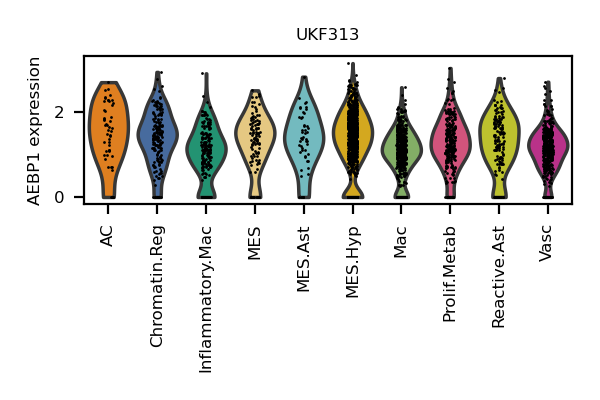 UKF313
AEBP1 expression
2
0
AC
Chromatin.Reg
Inflammatory.Mac
MES
MES.Ast
MES.Hyp
Mac
Prolif.Metab
Reactive.Ast
Vasc